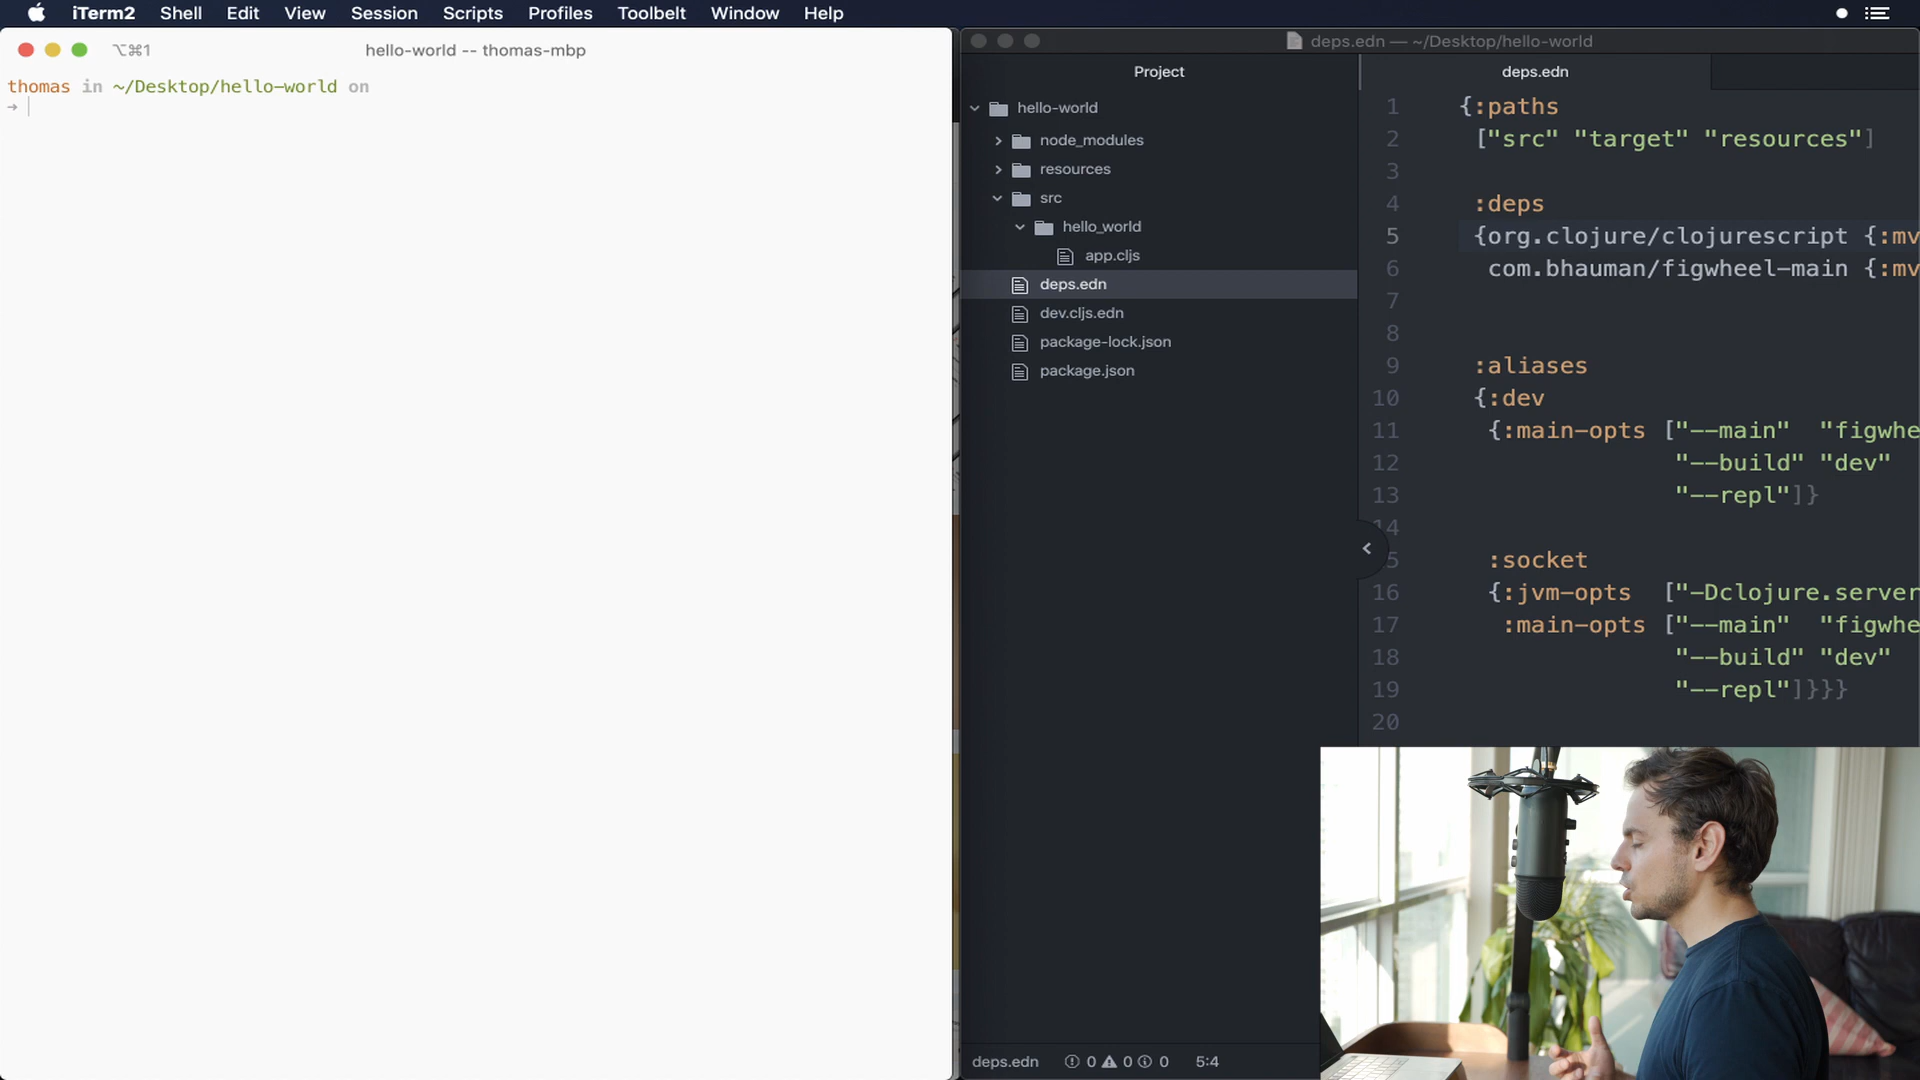 iTerm2 Shell Edit View Session Scripts Profiles Toolbelt Window Help
⌥⌘1 hello-world -- thomas-mbp
thomas in ~/Desktop/hello-world on
➜
deps.edn — ~/Desktop/hello-world
Project
hello-world
node_modules
resources
src
hello_world
app.cljs
deps.edn
dev.cljs.edn
package-lock.json
package.json
deps.edn
1 {:paths
2 ["src" "target" "resources"]
3
4 :deps
5 {org.clojure/clojurescript {:mv
6 com.bhauman/figwheel-main {:mv
7
8
9 :aliases
10 {:dev
11 {:main-opts ["--main" "figwhe
12 "--build" "dev"
13 "--repl"]}
14
5 :socket
16 {:jvm-opts ["-Dclojure.server
17 :main-opts ["--main" "figwhe
18 "--build" "dev"
19 "--repl"]}}}
20
deps.edn 0 0 0 5:4